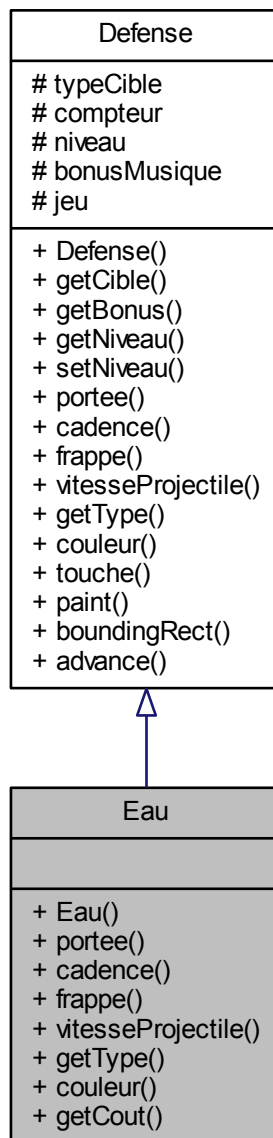 Defense
# typeCible
# compteur
# niveau
# bonusMusique
# jeu
+ Defense()
+ getCible()
+ getBonus()
+ getNiveau()
+ setNiveau()
+ portee()
+ cadence()
+ frappe()
+ vitesseProjectile()
+ getType()
+ couleur()
+ touche()
+ paint()
+ boundingRect()
+ advance()
Eau
+ Eau()
+ portee()
+ cadence()
+ frappe()
+ vitesseProjectile()
+ getType()
+ couleur()
+ getCout()